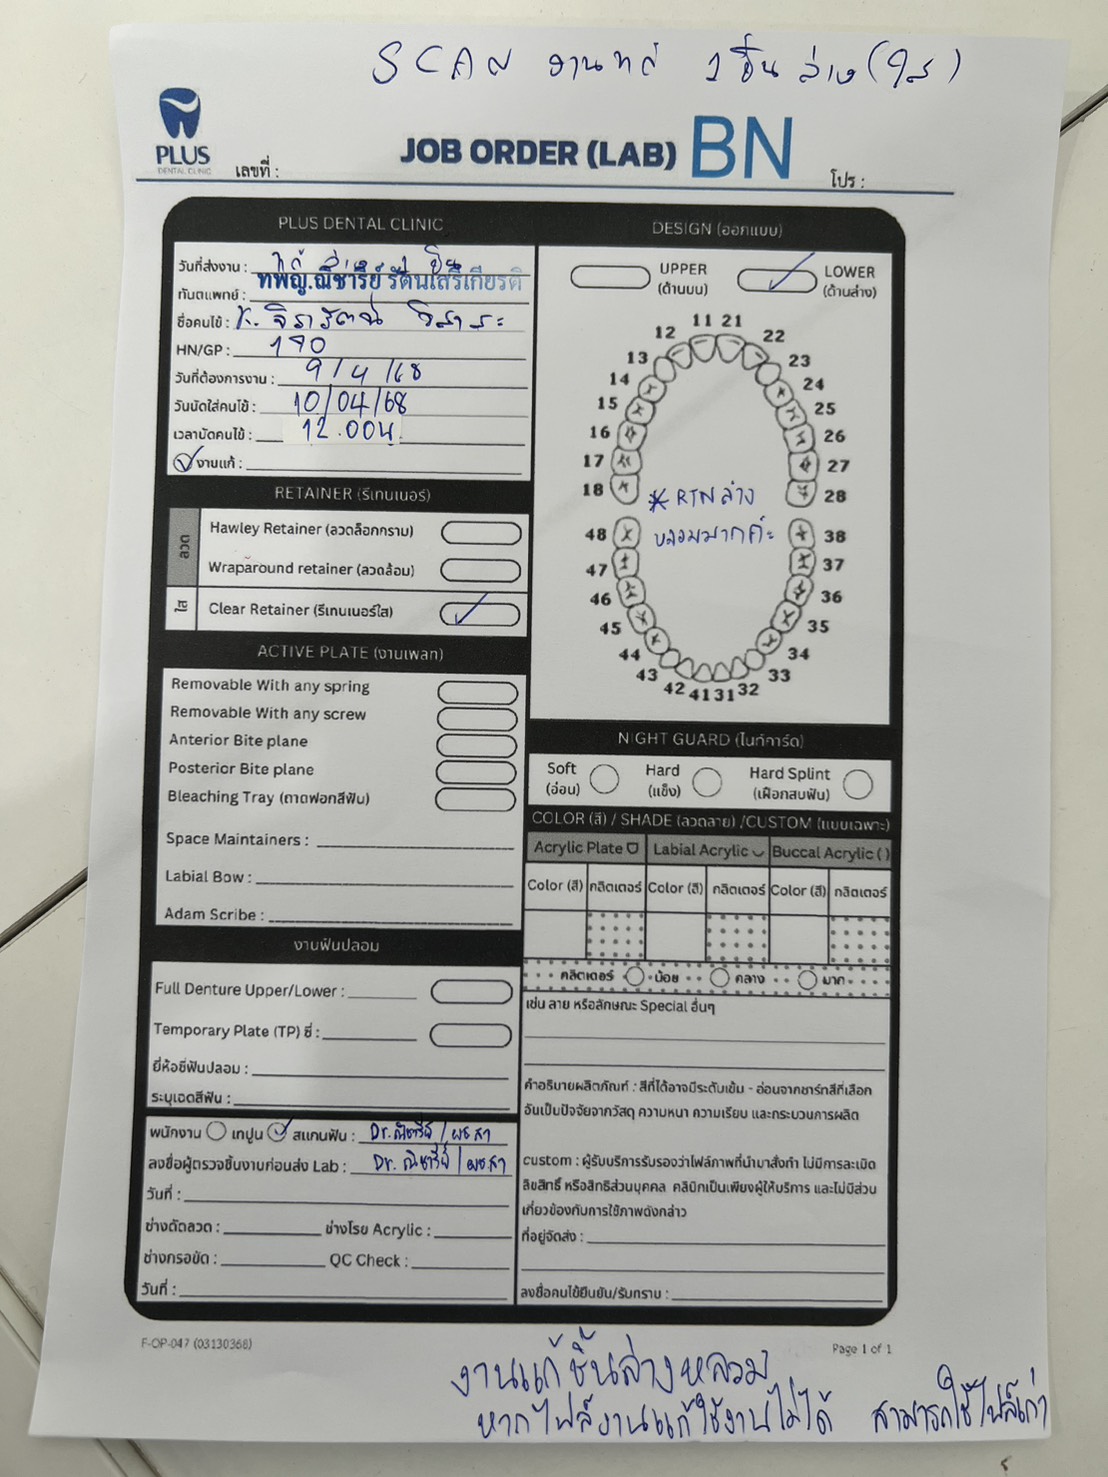 SCAN งานแก้ 1 ชิ้น ล่าง (ใส)
PLUS
DENTAL CLINIC
เลขที่ :
JOB ORDER (LAB) BN
โปร :
PLUS DENTAL CLINIC
วันที่ส่งงาน : แก้ ล่าง 1 ชิ้น
ทันตแพทย์ : ทพญ.ณิชารีย์ รัตนเสรีเกียรติ
ชื่อคนไข้ : K. จิรารัตน์
HN/GP : 190
วันที่ต้องการงาน : 9/4/68
วันนัดใส่คนไข้ : 10/04/68
เวลานัดคนไข้ : 12.00น.
งานแก้ :
RETAINER (รีเทนเนอร์)
ลวด
Hawley Retainer (ลวดล็อกกราม)
Wraparound retainer (ลวดล้อม)
ใส
Clear Retainer (รีเทนเนอร์ใส)
ACTIVE PLATE (งานเพลท)
Removable With any spring
Removable With any screw
Anterior Bite plane
Posterior Bite plane
Bleaching Tray (ถาดฟอกสีฟัน)
Space Maintainers :
Labial Bow :
Adam Scribe :
งานฟันปลอม
Full Denture Upper/Lower :
Temporary Plate (TP) ซี่ :
ยี่ห้อซี่ฟันปลอม :
ระบุเฉดสีฟัน :
พนักงาน เทปูน สแกนฟัน : Dr.ณิชารีย์ /
ลงชื่อผู้ตรวจชิ้นงานก่อนส่ง Lab : Dr. ณิชารีย์ /
วันที่ :
ช่างดัดลวด : ช่างโรย Acrylic :
ช่างกรอขัด : QC Check :
วันที่ :
DESIGN (ออกแบบ)
UPPER
(ด้านบน)
LOWER
(ด้านล่าง)
11 21
12 22
13 23
14 24
15 25
16 26
17 27
18 28
* RTN ล่าง
หลวมมากค่ะ
48 38
47 37
46 36
45 35
44 34
43 33
42 41 31 32
NIGHT GUARD (ไนท์การ์ด)
Soft
(อ่อน)
Hard
(แข็ง)
Hard Splint
(เฝือกสบฟัน)
COLOR (สี) / SHADE (ลวดลาย) /CUSTOM (แบบเฉพาะ)
Acrylic Plate Labial Acrylic Buccal Acrylic ( )
Color (สี) กลิตเตอร์ Color (สี) กลิตเตอร์ Color (สี) กลิตเตอร์
กลิตเตอร์ น้อย กลาง มาก
เช่น ลาย หรือลักษณะ Special อื่นๆ
คำอธิบายผลิตภัณฑ์ : สีที่ได้อาจมีระดับเข้ม - อ่อนจากชาร์ทสีที่เลือก
อันเป็นปัจจัยจากวัสดุ ความหนา ความเรียบ และกระบวนการผลิต
custom : ผู้รับบริการรับรองว่าไฟล์ภาพที่นำมาสั่งทำ ไม่มีการละเมิด
ลิขสิทธิ์ หรือสิทธิส่วนบุคคล คลินิกเป็นเพียงผู้ให้บริการ และไม่มีส่วน
เกี่ยวข้องกับการใช้ภาพดังกล่าว
ที่อยู่จัดส่ง :
ลงชื่อคนไข้ยืนยัน/รับทราบ :
F-OP-047 (03130368)
Page 1 of 1
งานแก้ ชิ้นล่าง หลวม
หากไฟล์งานแก้ใช้งานไม่ได้ สามารถใช้ไฟล์เก่า